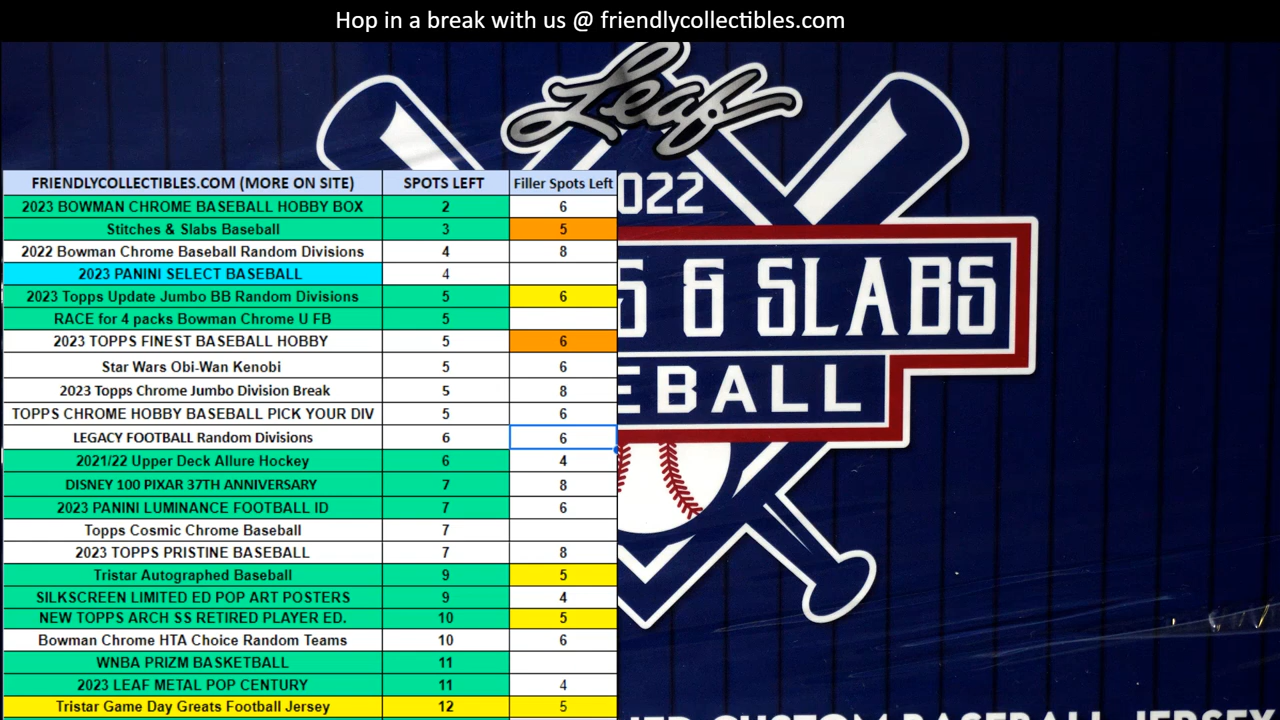 Hop in a break with us @ friendlycollectibles.com
Leaf
2022
FRIENDLYCOLLECTIBLES.COM (MORE ON SITE) SPOTS LEFT Filler Spots Left
2023 BOWMAN CHROME BASEBALL HOBBY BOX 2 6
Stitches & Slabs Baseball 3 5
2022 Bowman Chrome Baseball Random Divisions 4 8
2023 PANINI SELECT BASEBALL 4
2023 Topps Update Jumbo BB Random Divisions 5 6
RACE for 4 packs Bowman Chrome U FB 5
2023 TOPPS FINEST BASEBALL HOBBY 5 6
Star Wars Obi-Wan Kenobi 5 6
2023 Topps Chrome Jumbo Division Break 5 8
TOPPS CHROME HOBBY BASEBALL PICK YOUR DIV 5 6
LEGACY FOOTBALL Random Divisions 6 6
2021/22 Upper Deck Allure Hockey 6 4
DISNEY 100 PIXAR 37TH ANNIVERSARY 7 8
2023 PANINI LUMINANCE FOOTBALL ID 7 6
Topps Cosmic Chrome Baseball 7
2023 TOPPS PRISTINE BASEBALL 7 8
Tristar Autographed Baseball 9 5
SILKSCREEN LIMITED ED POP ART POSTERS 9 4
NEW TOPPS ARCH SS RETIRED PLAYER ED. 10 5
Bowman Chrome HTA Choice Random Teams 10 6
WNBA PRIZM BASKETBALL 11
2023 LEAF METAL POP CENTURY 11 4
Tristar Game Day Greats Football Jersey 12 5
S & SLABS
EBALL
CUSTOM BASEBALL JERSEY